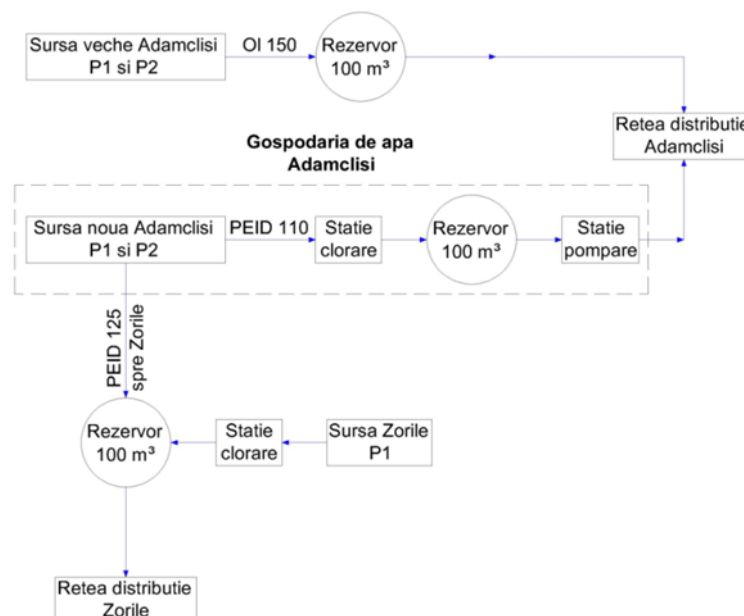 Sursa veche Adamclisi
P1 si P2
Ol 150
Rezervor
100 m³
Retea distributie
Adamclisi
Gospodaria de apa
Adamclisi
Sursa noua Adamclisi
P1 si P2
PEID 110
Statie
clorare
Rezervor
100 m³
Statie
pompare
PEID 125
spre Zorile
Rezervor
100 m³
Statie
clorare
Sursa Zorile
P1
Retea distributie
Zorile